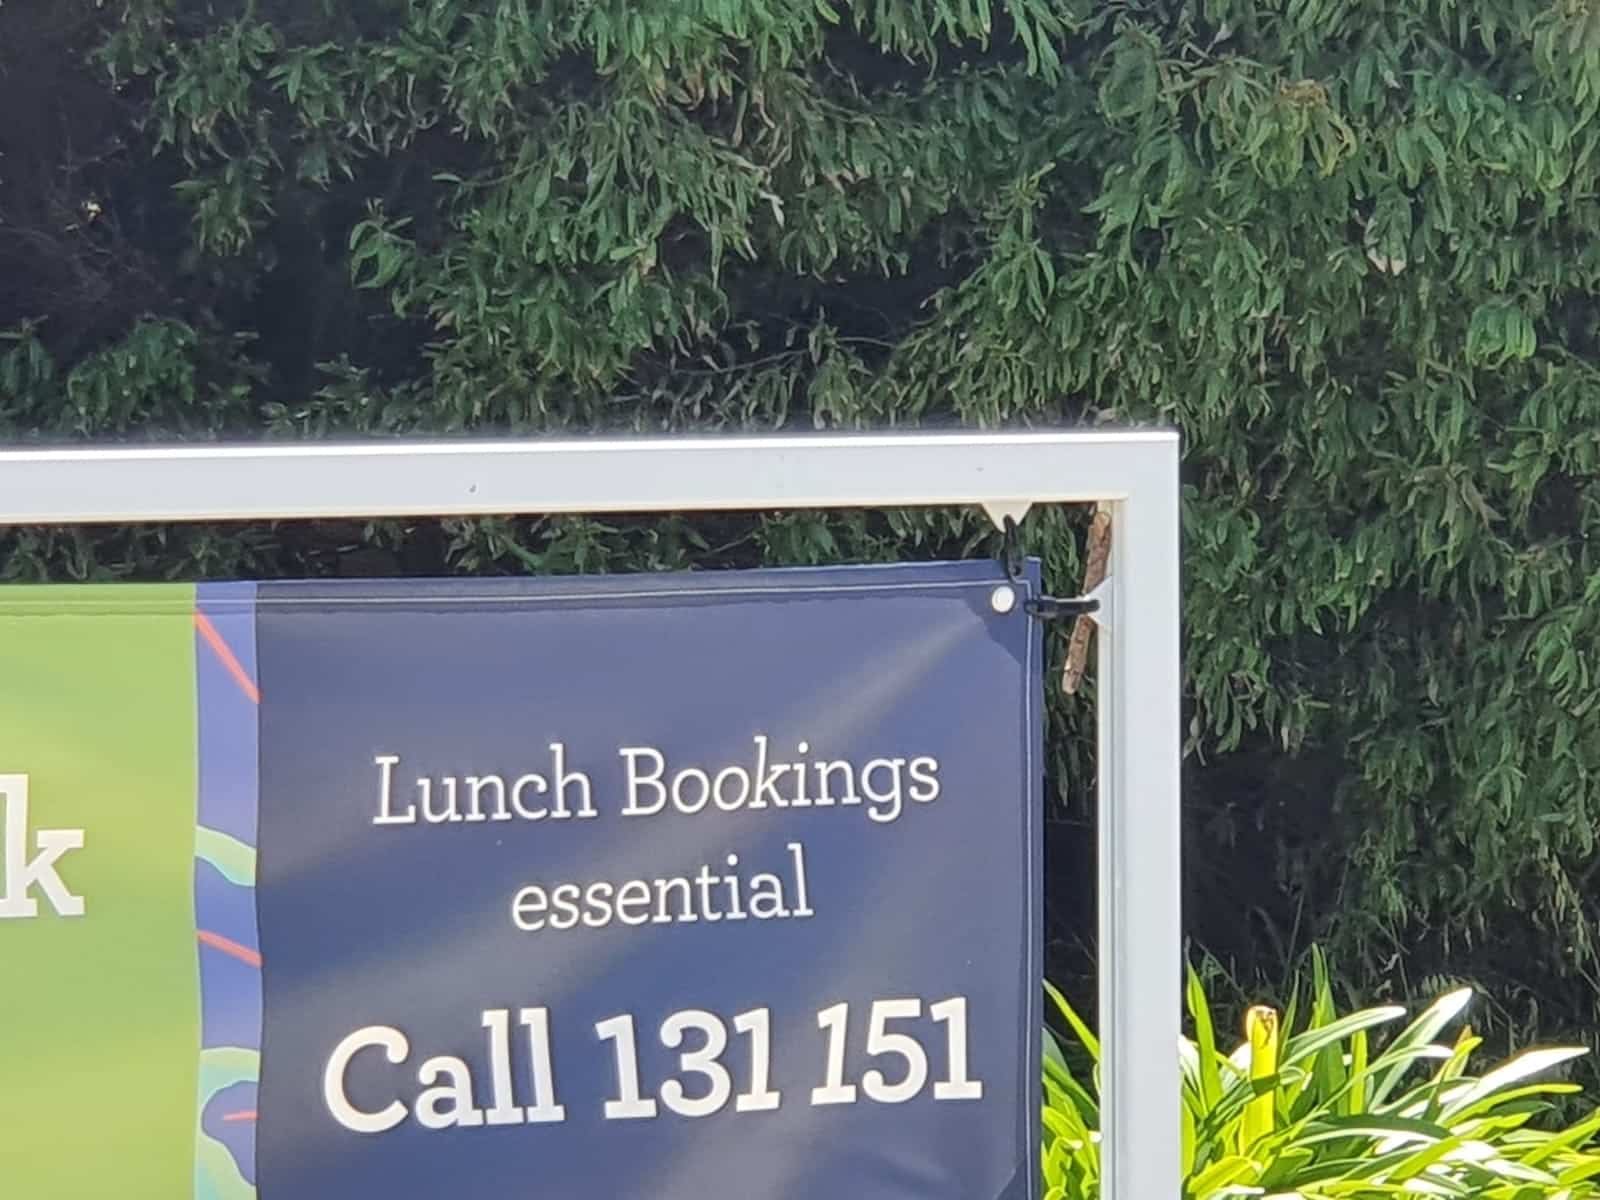 k
Lunch Bookings
essential
Call 131 151